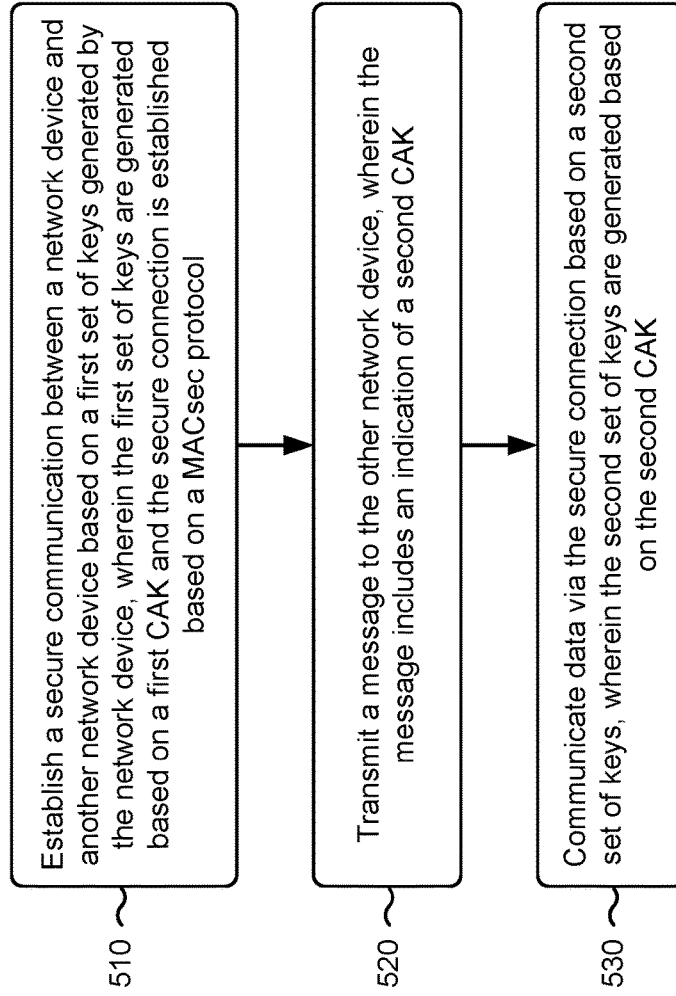 510
Establish a secure communication between a network device and
another network device based on a first set of keys generated by
the network device, wherein the first set of keys are generated
based on a first CAK and the secure connection is established
based on a MACsec protocol
520
Transmit a message to the other network device, wherein the
message includes an indication of a second CAK
530
Communicate data via the secure connection based on a second
set of keys, wherein the second set of keys are generated based
on the second CAK